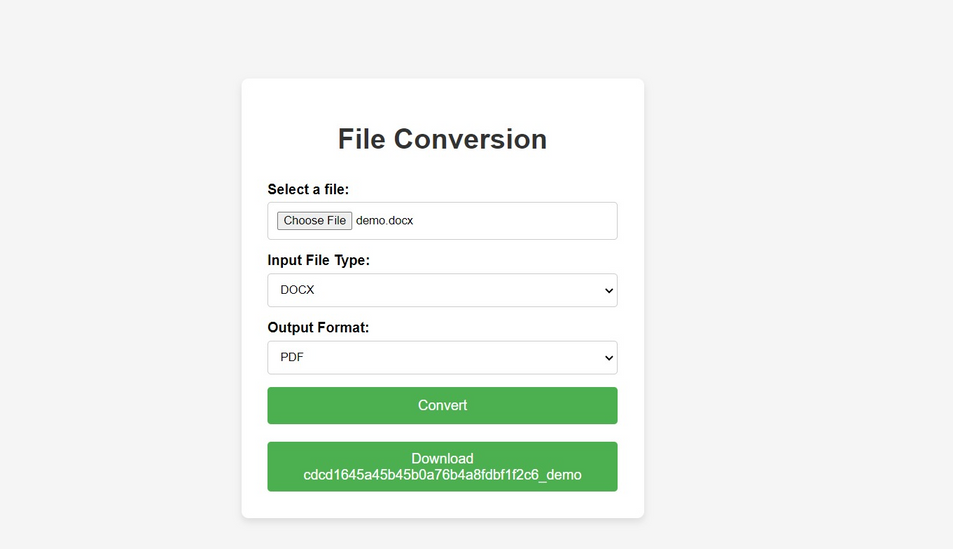 File Conversion
Select a file:
Choose File demo.docx
Input File Type:
DOCX
Output Format:
PDF
Convert
Download
cdcd1645a45b45b0a76b4a8fdbf1f2c6_demo